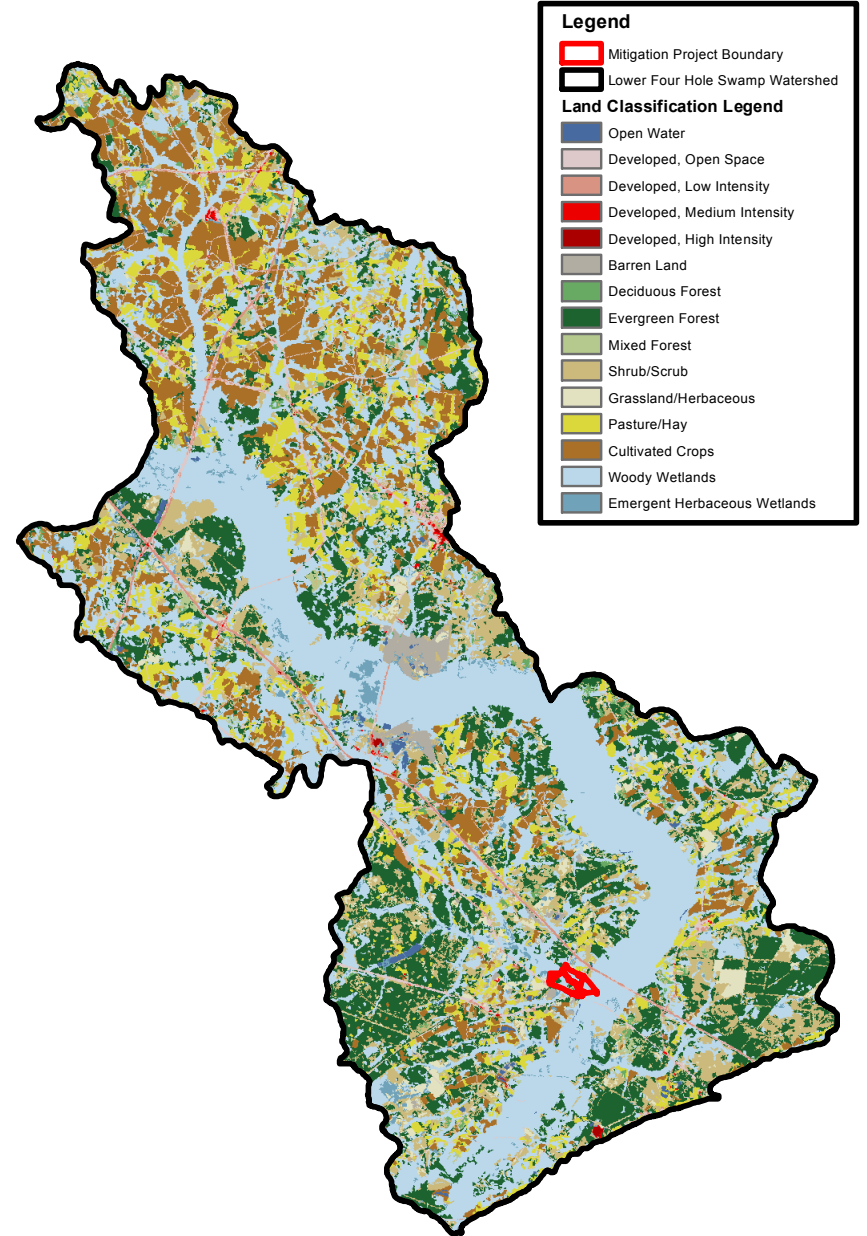 Legend
Mitigation Project Boundary
Lower Four Hole Swamp Watershed
Land Classification Legend
Open Water
Developed, Open Space
Developed, Low Intensity
Developed, Medium Intensity
Developed, High Intensity
Barren Land
Deciduous Forest
Evergreen Forest
Mixed Forest
Shrub/Scrub
Grassland/Herbaceous
Pasture/Hay
Cultivated Crops
Woody Wetlands
Emergent Herbaceous Wetlands